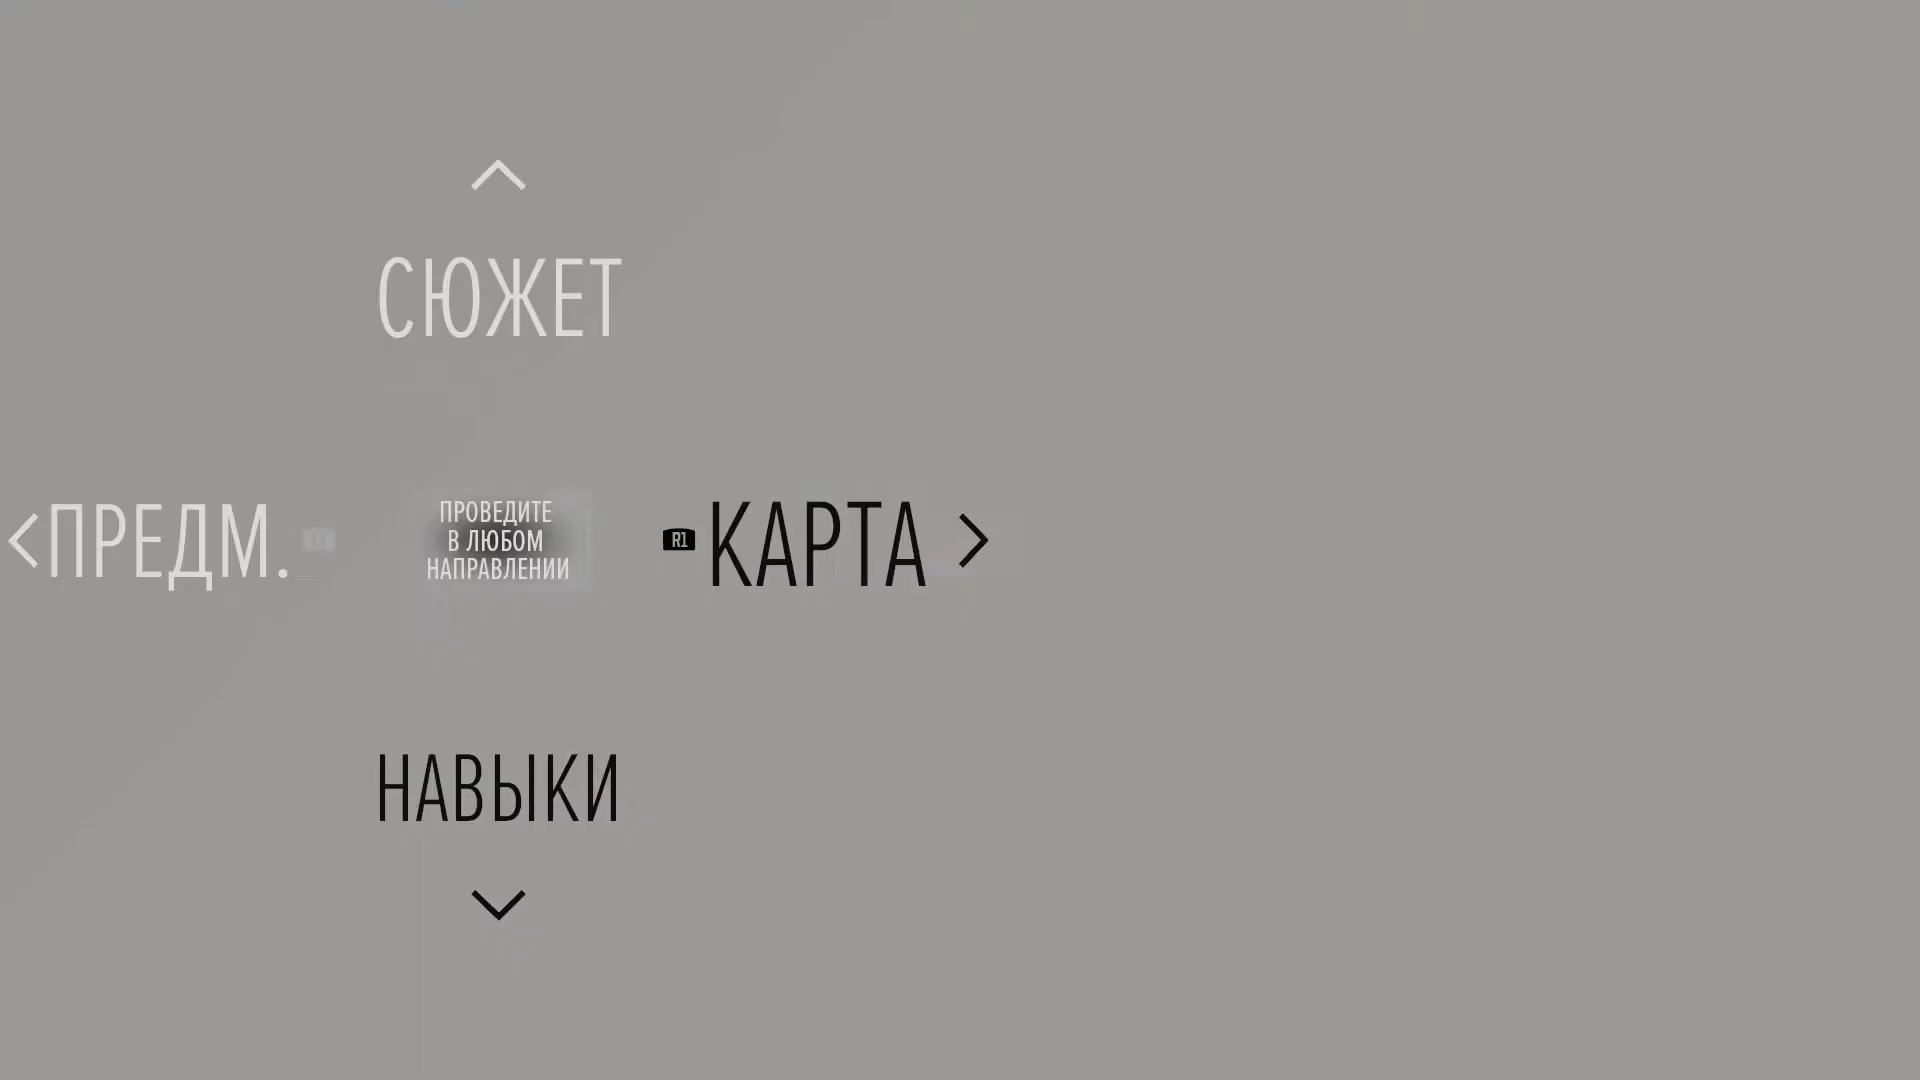 СЮЖЕТ
ПРЕДМ.
ПРОВЕДИТЕ
В ЛЮБОМ
НАПРАВЛЕНИИ
R1 КАРТА
НАВЫКИ